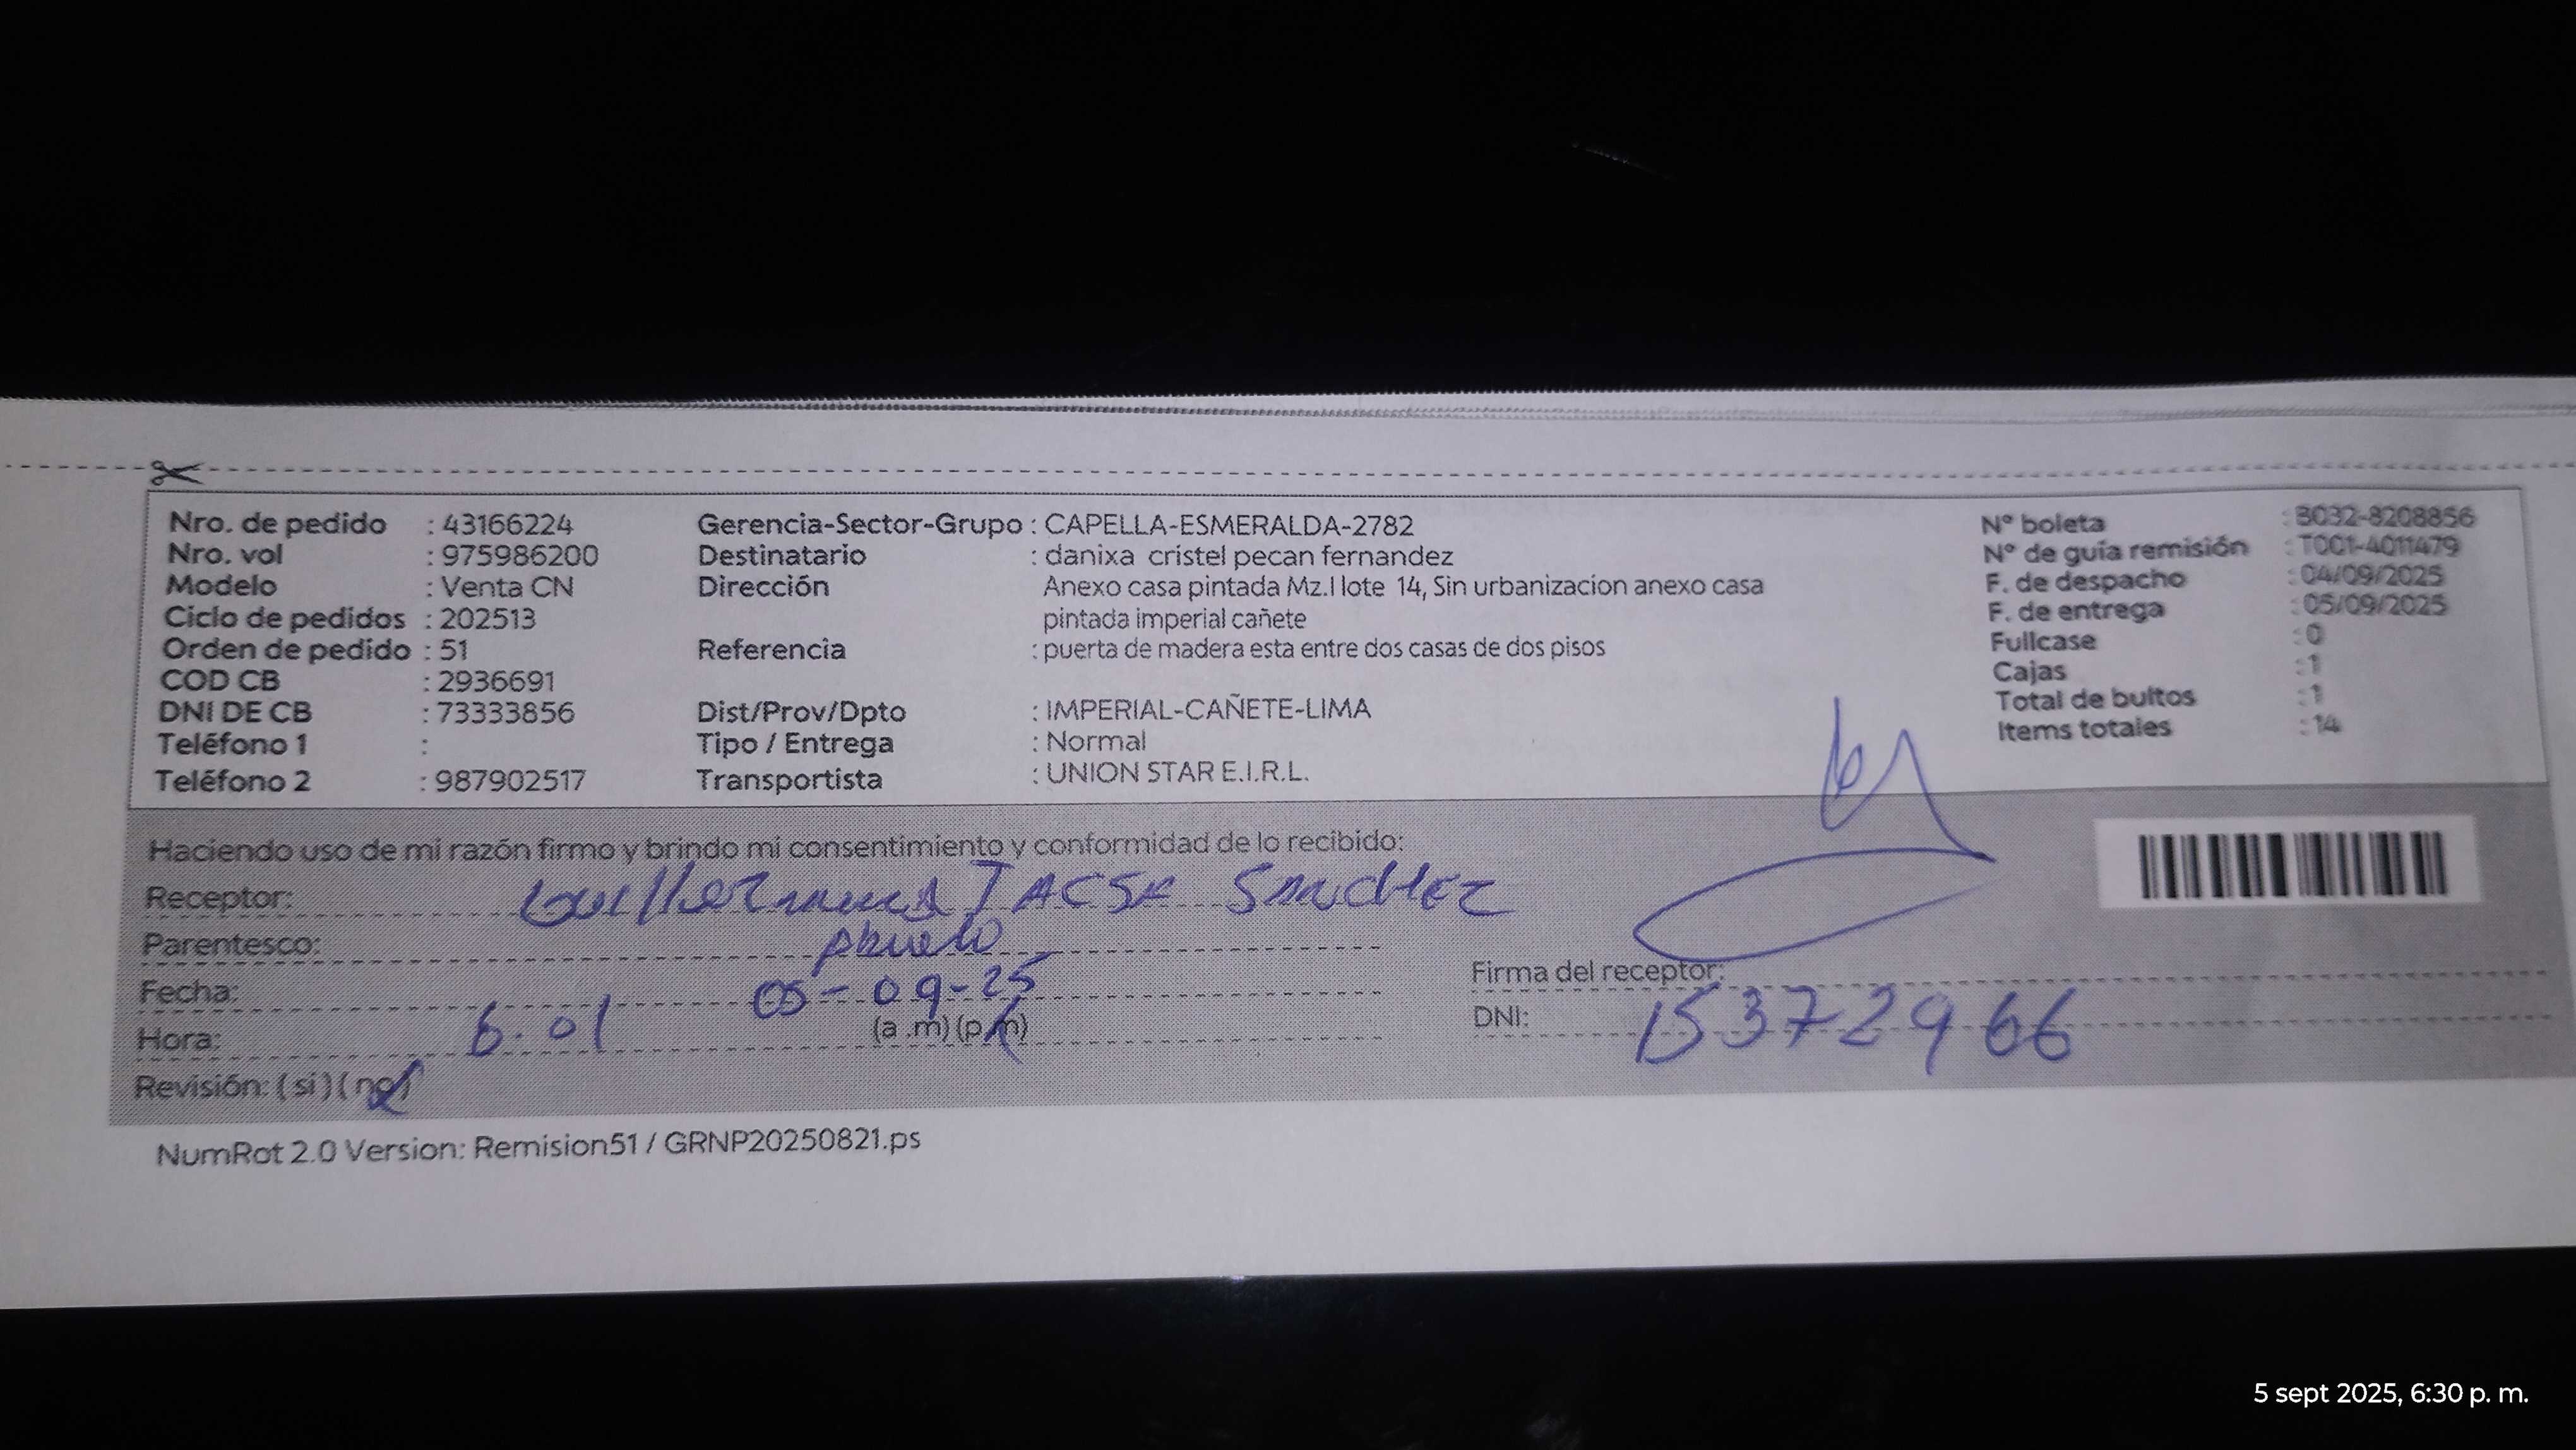 Nro. de pedido : 43166224 Gerencia-Sector-Grupo : CAPELLA-ESMERALDA-2782 N° boleta : B032-8208856
Nro. vol : 975986200 Destinatario : danixa cristel pecan fernandez N° de guía remisión : T001-4011479
Modelo : Venta CN Dirección Anexo casa pintada Mz.I lote 14, Sin urbanizacion anexo casa F. de despacho : 04/09/2025
Ciclo de pedidos : 202513 pintada imperial cañete F. de entrega : 05/09/2025
Orden de pedido : 51 Referencia : puerta de madera esta entre dos casas de dos pisos Fullcase : 0
COD CB : 2936691 Cajas : 1
DNI DE CB : 73333856 Dist/Prov/Dpto : IMPERIAL-CAÑETE-LIMA Total de bultos : 1
Teléfono 1 : Tipo / Entrega : Normal Items totales : 14
Teléfono 2 : 987902517 Transportista : UNION STAR E.I.R.L.
Haciendo uso de mi razón firmo y brindo mi consentimiento y conformidad de lo recibido:
Receptor: Sanchez
Parentesco: Abuelo
Fecha: 05-09-25 Firma del receptor:
Hora: 6.01 (a .m) (p.m) DNI: 15372966
Revisión: (si) (no)
NumRot 2.0 Version: Remision51 / GRNP20250821.ps
5 sept 2025, 6:30 p. m.